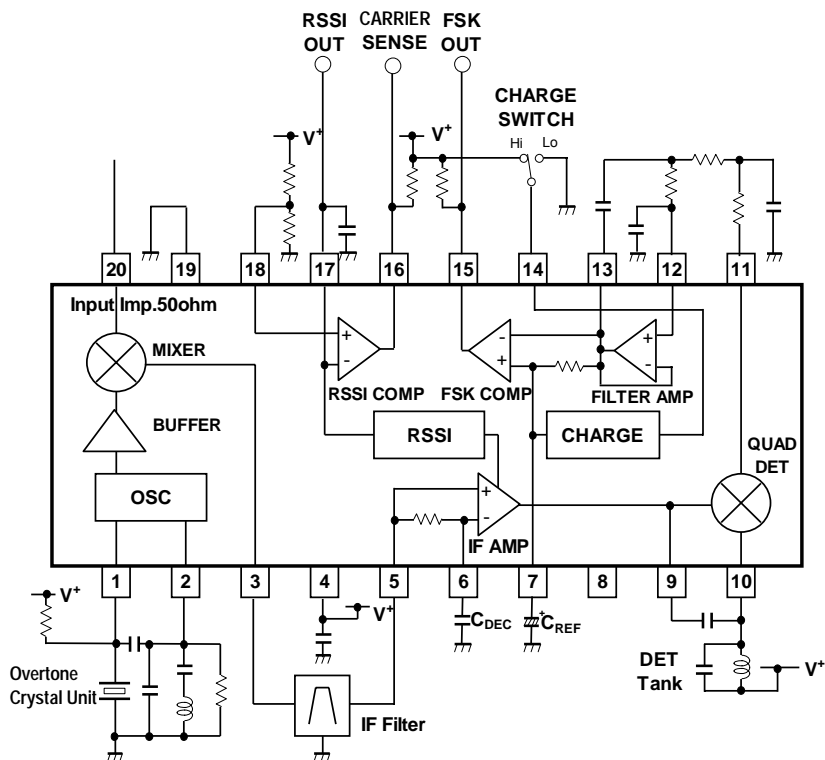 RSSI OUT
CARRIER SENSE
FSK OUT
CHARGE SWITCH
V+
V+
Hi
Lo
20
19
18
17
16
15
14
13
12
11
Input Imp.50ohm
MIXER
+
-
RSSI COMP
-
+
FSK COMP
+
-
FILTER AMP
BUFFER
RSSI
CHARGE
QUAD DET
OSC
+
-
IF AMP
1
2
3
4
5
6
7
8
9
10
V+
V+
CDEC
+
CREF
Overtone Crystal Unit
IF Filter
DET Tank
V+